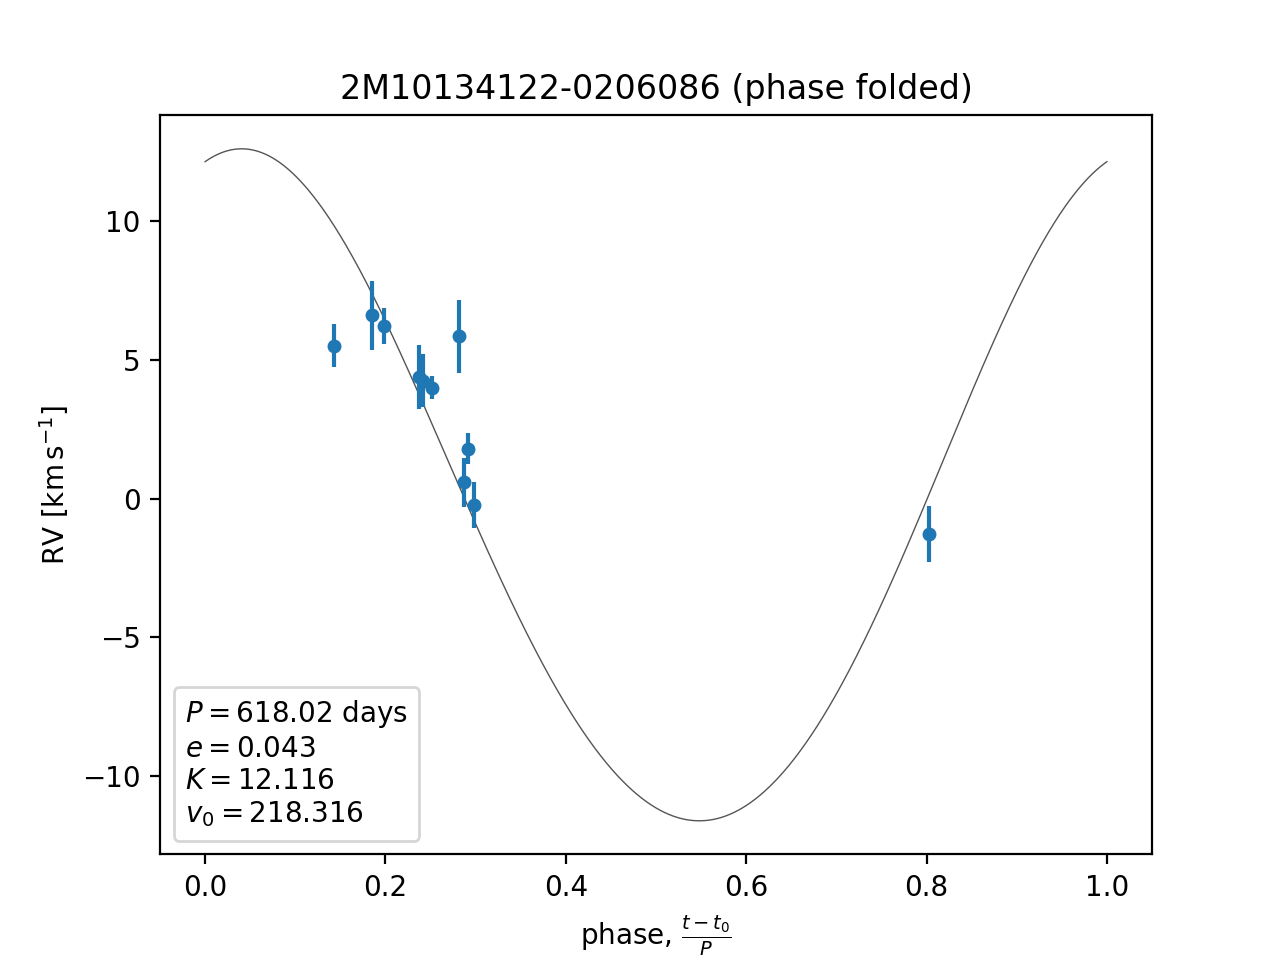 2M10134122-0206086 (phase folded)
RV [km s⁻¹]
10
5
0
−5
−10
P = 618.02 days
e = 0.043
K = 12.116
v₀ = 218.316
0.0 0.2 0.4 0.6 0.8 1.0
phase, (t − t₀)/P